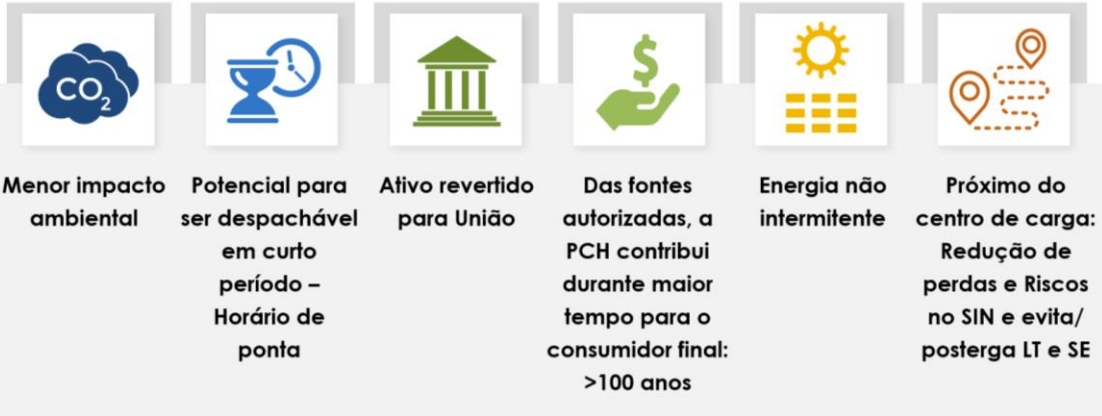 CO2
$
Menor impacto
ambiental
Potencial para
ser despachável
em curto
período –
Horário de
ponta
Ativo revertido
para União
Das fontes
autorizadas, a
PCH contribui
durante maior
tempo para o
consumidor final:
>100 anos
Energia não
intermitente
Próximo do
centro de carga:
Redução de
perdas e Riscos
no SIN e evita/
posterga LT e SE